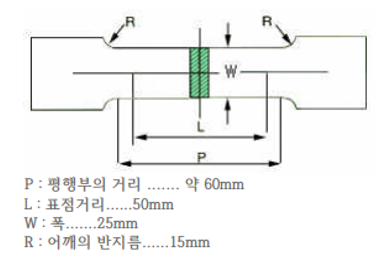 R R
W
L
P
P : 평행부의 거리 ....... 약 60mm
L : 표점거리......50mm
W : 폭.......25mm
R : 어깨의 반지름......15mm